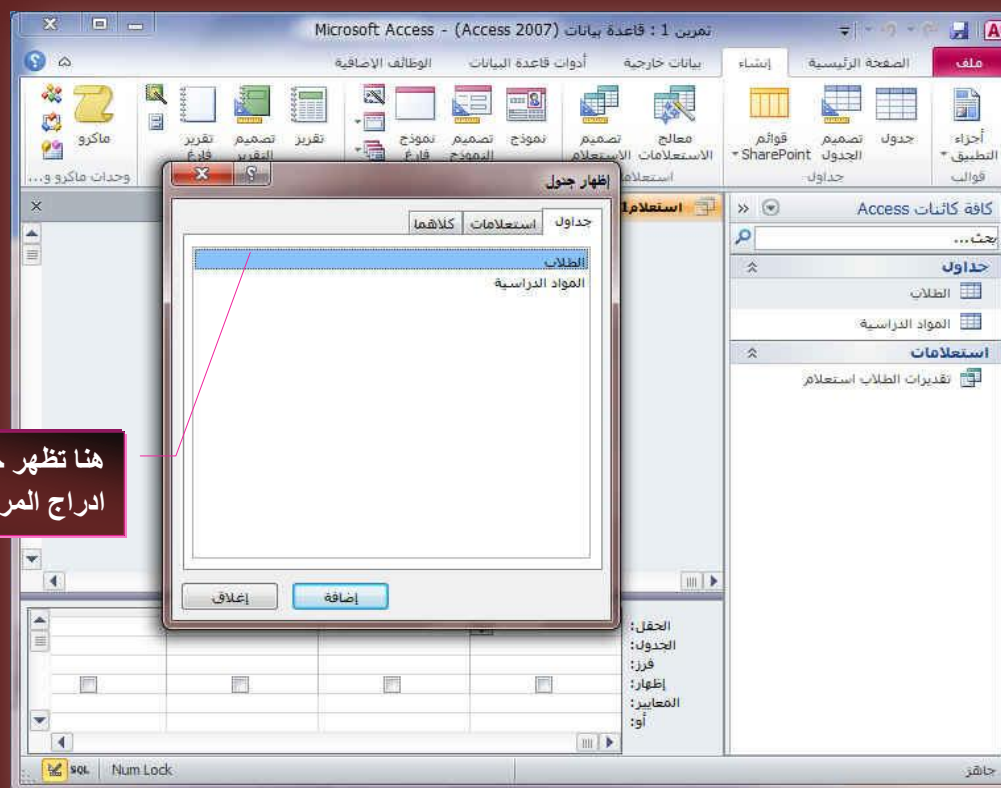 تمرين 1 : قاعدة بيانات (Access 2007) - Microsoft Access
ملف
الصفحة الرئيسية
إنشاء
بيانات خارجية
أدوات قاعدة البيانات
الوظائف الإضافية
أجزاء التطبيق
جدول
تصميم الجدول
قوائم SharePoint
معالج الاستعلامات
تصميم الاستعلام
نموذج
تصميم النموذج
نموذج فارغ
تقرير
تصميم التقرير
تقرير فارغ
ماكرو
قوالب
جداول
وحدات ماكرو و...
كافة كائنات Access
بحث...
جداول
الطلاب
المواد الدراسية
استعلامات
تقديرات الطلاب استعلام
استعلام1
إظهار جدول
جداول
استعلامات
كلاهما
الطلاب
المواد الدراسية
إضافة
إغلاق
هنا تظهر
ادراج
الحقل:
الجدول:
فرز:
إظهار:
المعايير:
أو:
جاهز
Num Lock
SQL